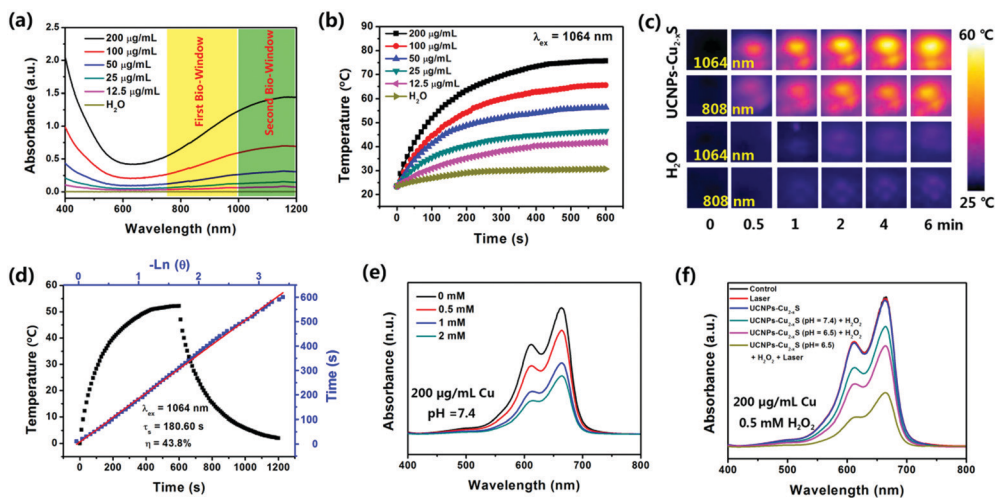 (a)
200 μg/mL
100 μg/mL
50 μg/mL
25 μg/mL
12.5 μg/mL
H2O
First Bio-Window
Second Bio-Window
Absorbance (a.u.)
2.5
2.0
1.5
1.0
0.5
0.0
400 600 800 1000 1200
Wavelength (nm)
(b)
200 μg/mL
100 μg/mL
50 μg/mL
25 μg/mL
12.5 μg/mL
H2O
λex = 1064 nm
Temperature (℃)
90
80
70
60
50
40
30
20
0 100 200 300 400 500 600
Time (s)
(c)
UCNPs-Cu2-xS
1064 nm
808 nm
H2O
1064 nm
808 nm
0 0.5 1 2 4 6 min
60 ℃
25 ℃
(d)
-Ln (θ)
0 1 2 3
Temperature (℃)
60
50
40
30
20
10
0
λex = 1064 nm
τs = 180.60 s
η = 43.8%
600
500
400
300
200
100
0
Time (s)
0 200 400 600 800 1000 1200
Time (s)
(e)
0 mM
0.5 mM
1 mM
2 mM
200 μg/mL Cu
pH =7.4
Absorbance (n.u.)
400 500 600 700 800
Wavelength (nm)
(f)
Control
Laser
UCNPs-Cu2-xS
UCNPs-Cu2-xS (pH = 7.4) + H2O2
UCNPs-Cu2-xS (pH = 6.5) + H2O2
UCNPs-Cu2-xS (pH= 6.5)
+ H2O2 + Laser
200 μg/mL Cu
0.5 mM H2O2
Absorbance (n.u.)
400 500 600 700 800
Wavelength (nm)